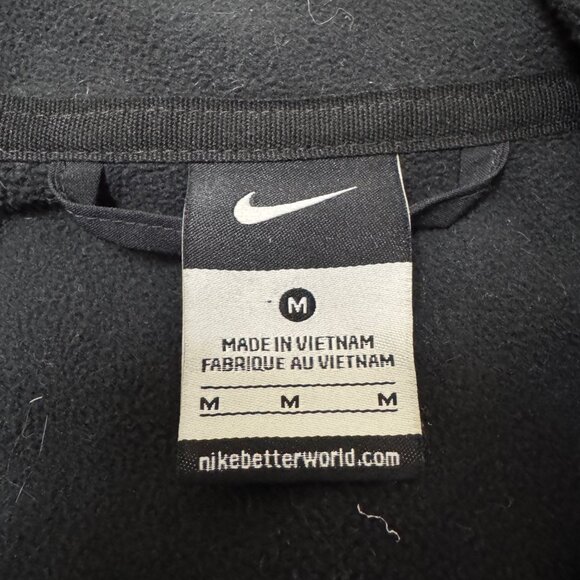 M
MADE IN VIETNAM
FABRIQUE AU VIETNAM
M M M
nikebetterworld.com